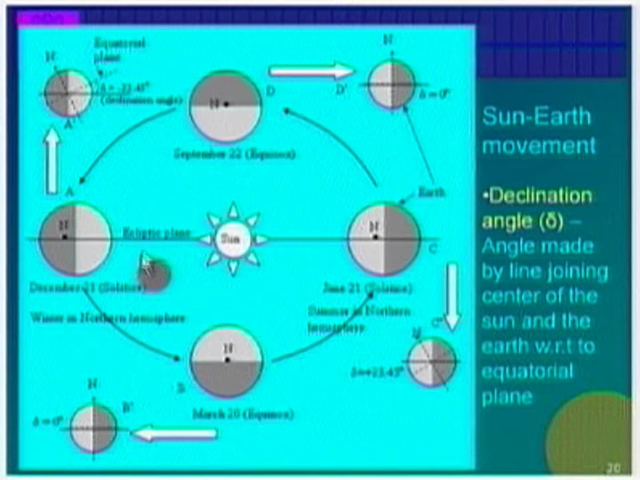 N
Equatorial
plane
δ = -23.45°
(declination angle)
A'
N
D
D'
N
δ = 0°
September 22 (Equinox)
A
Earth
N
Ecliptic plane
Sun
N
C
December 21 (Solstice)
June 21 (Solstice)
Winter in Northern hemisphere
Summer in Northern
hemisphere
C'
N
N
δ=+23.45°
B
March 20 (Equinox)
N
δ = 0°
B'
Sun-Earth
movement
•Declination
angle (δ) –
Angle made
by line joining
center of the
sun and the
earth w.r.t to
equatorial
plane
20